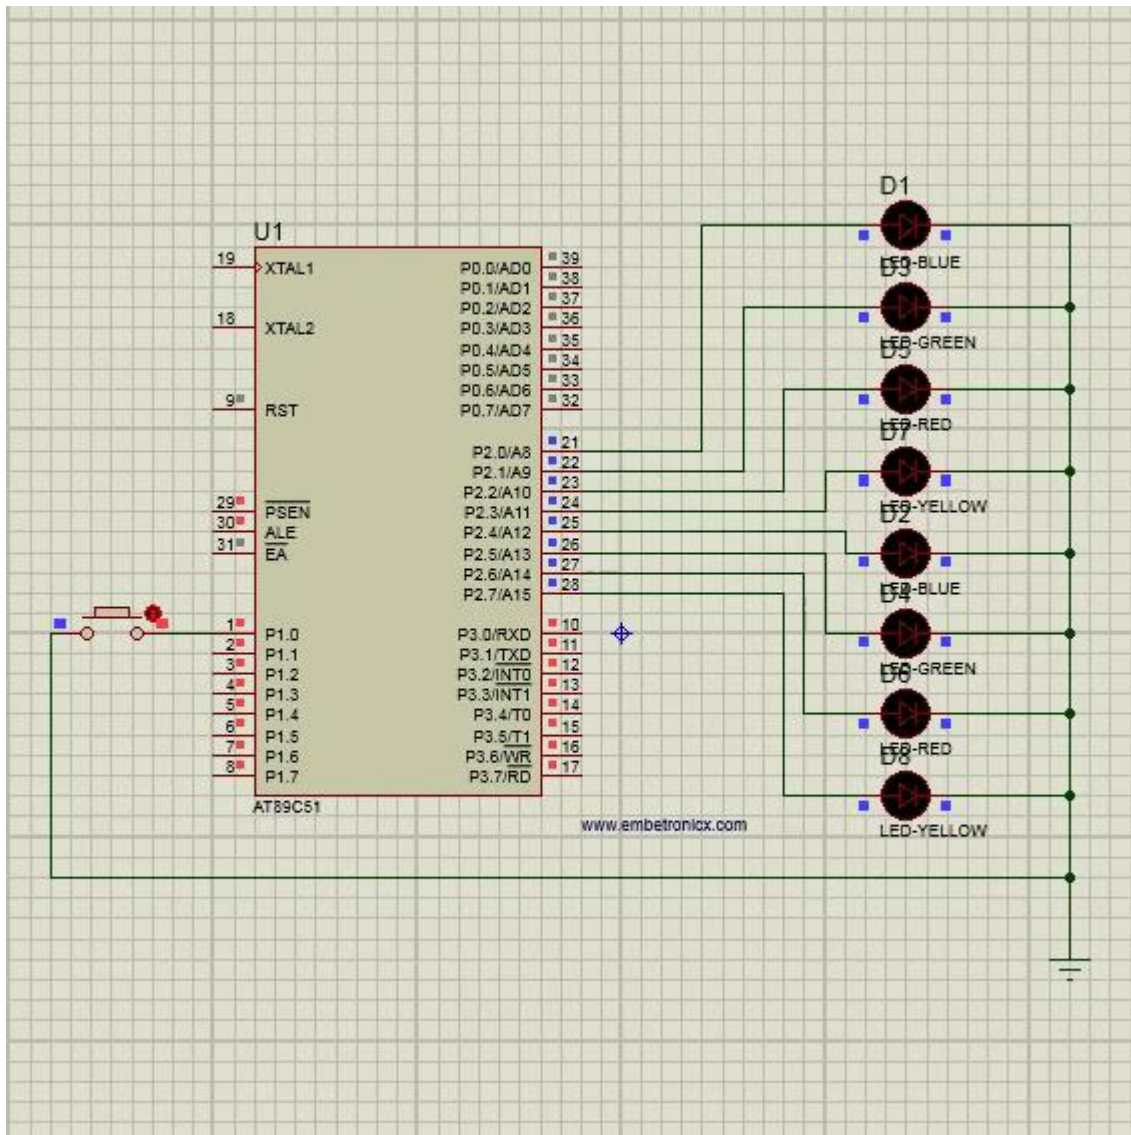 U1
19
XTAL1
18
XTAL2
9
RST
29
PSEN
30
ALE
31
EA
1
P1.0
2
P1.1
3
P1.2
4
P1.3
5
P1.4
6
P1.5
7
P1.6
8
P1.7
P0.0/AD0
39
P0.1/AD1
38
P0.2/AD2
37
P0.3/AD3
36
P0.4/AD4
35
P0.5/AD5
34
P0.6/AD6
33
P0.7/AD7
32
P2.0/A8
21
P2.1/A9
22
P2.2/A10
23
P2.3/A11
24
P2.4/A12
25
P2.5/A13
26
P2.6/A14
27
P2.7/A15
28
P3.0/RXD
10
P3.1/TXD
11
P3.2/INT0
12
P3.3/INT1
13
P3.4/T0
14
P3.5/T1
15
P3.6/WR
16
P3.7/RD
17
AT89C51
www.embetronicx.com
D1
LED-BLUE
D3
LED-GREEN
D5
LED-RED
D7
LED-YELLOW
D2
LED-BLUE
D4
LED-GREEN
D6
LED-RED
D8
LED-YELLOW